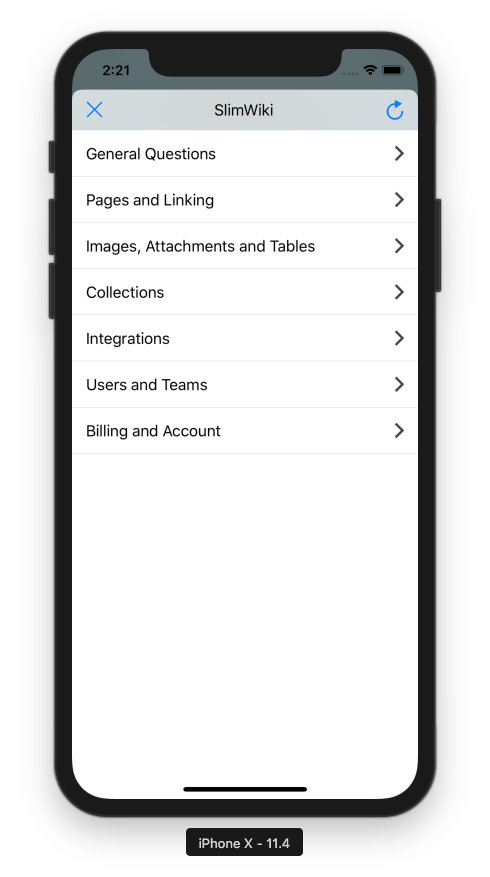 2:21
SlimWiki
General Questions
Pages and Linking
Images, Attachments and Tables
Collections
Integrations
Users and Teams
Billing and Account
iPhone X - 11.4